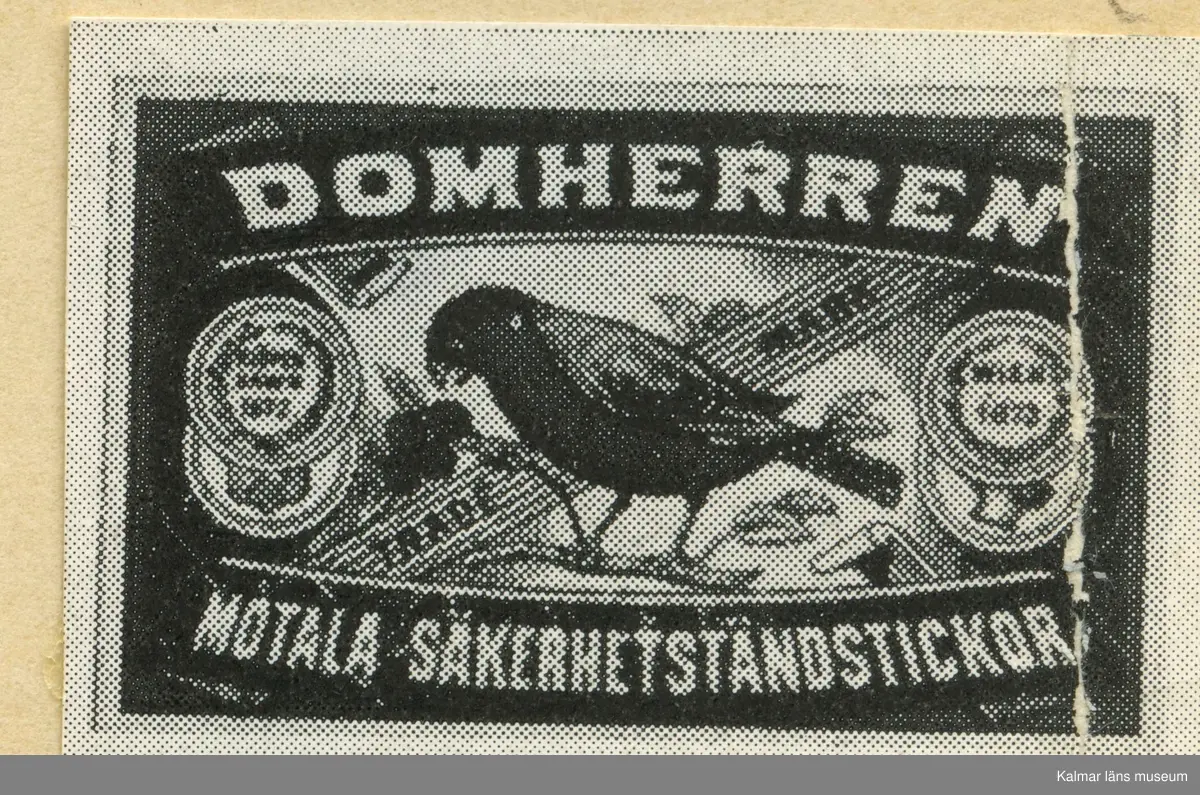 DOMHERREN
MOTALA SÄKERHETSTÄNDSTICKOR
Kalmar läns museum